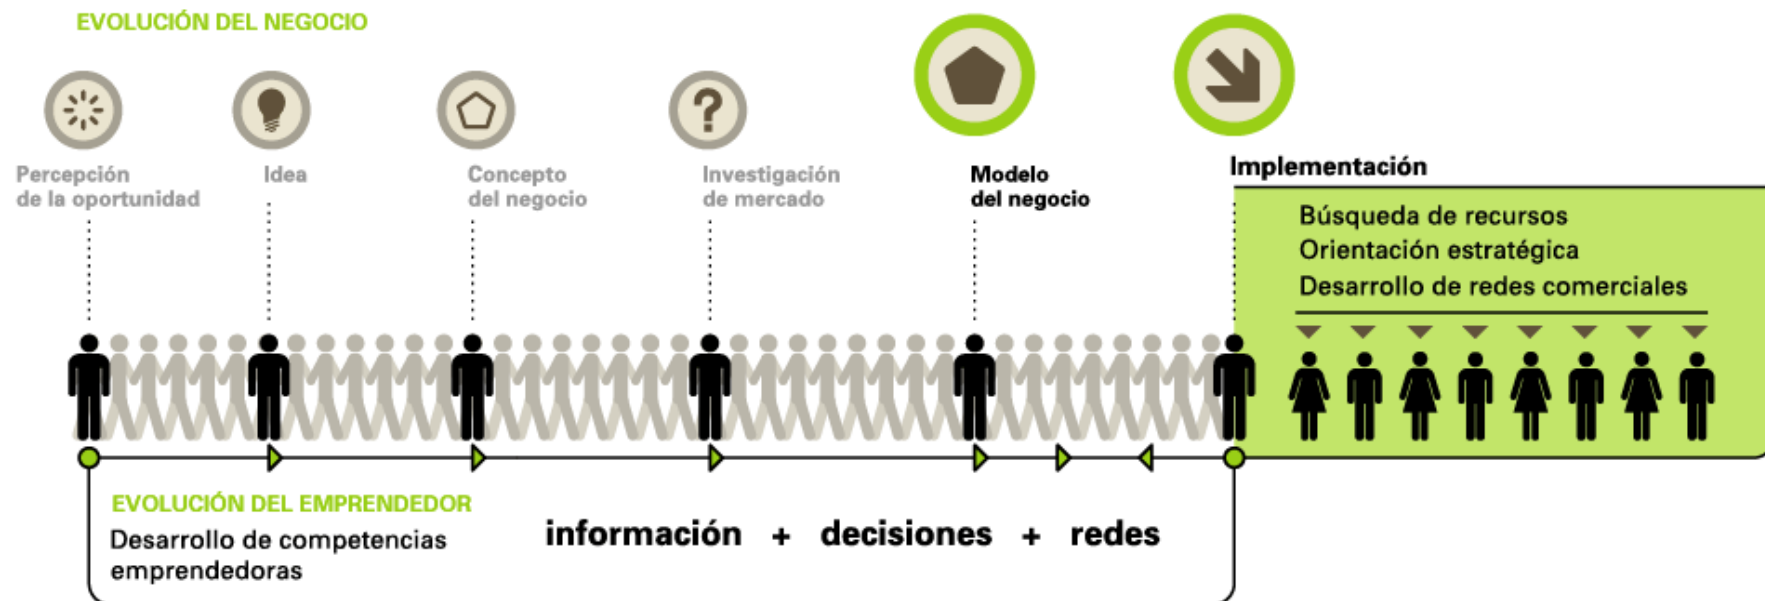 EVOLUCIÓN DEL NEGOCIO
Percepción
de la oportunidad
Idea
Concepto
del negocio
?
Investigación
de mercado
Modelo
del negocio
Implementación
Búsqueda de recursos
Orientación estratégica
Desarrollo de redes comerciales
EVOLUCIÓN DEL EMPRENDEDOR
Desarrollo de competencias
emprendedoras
información + decisiones + redes